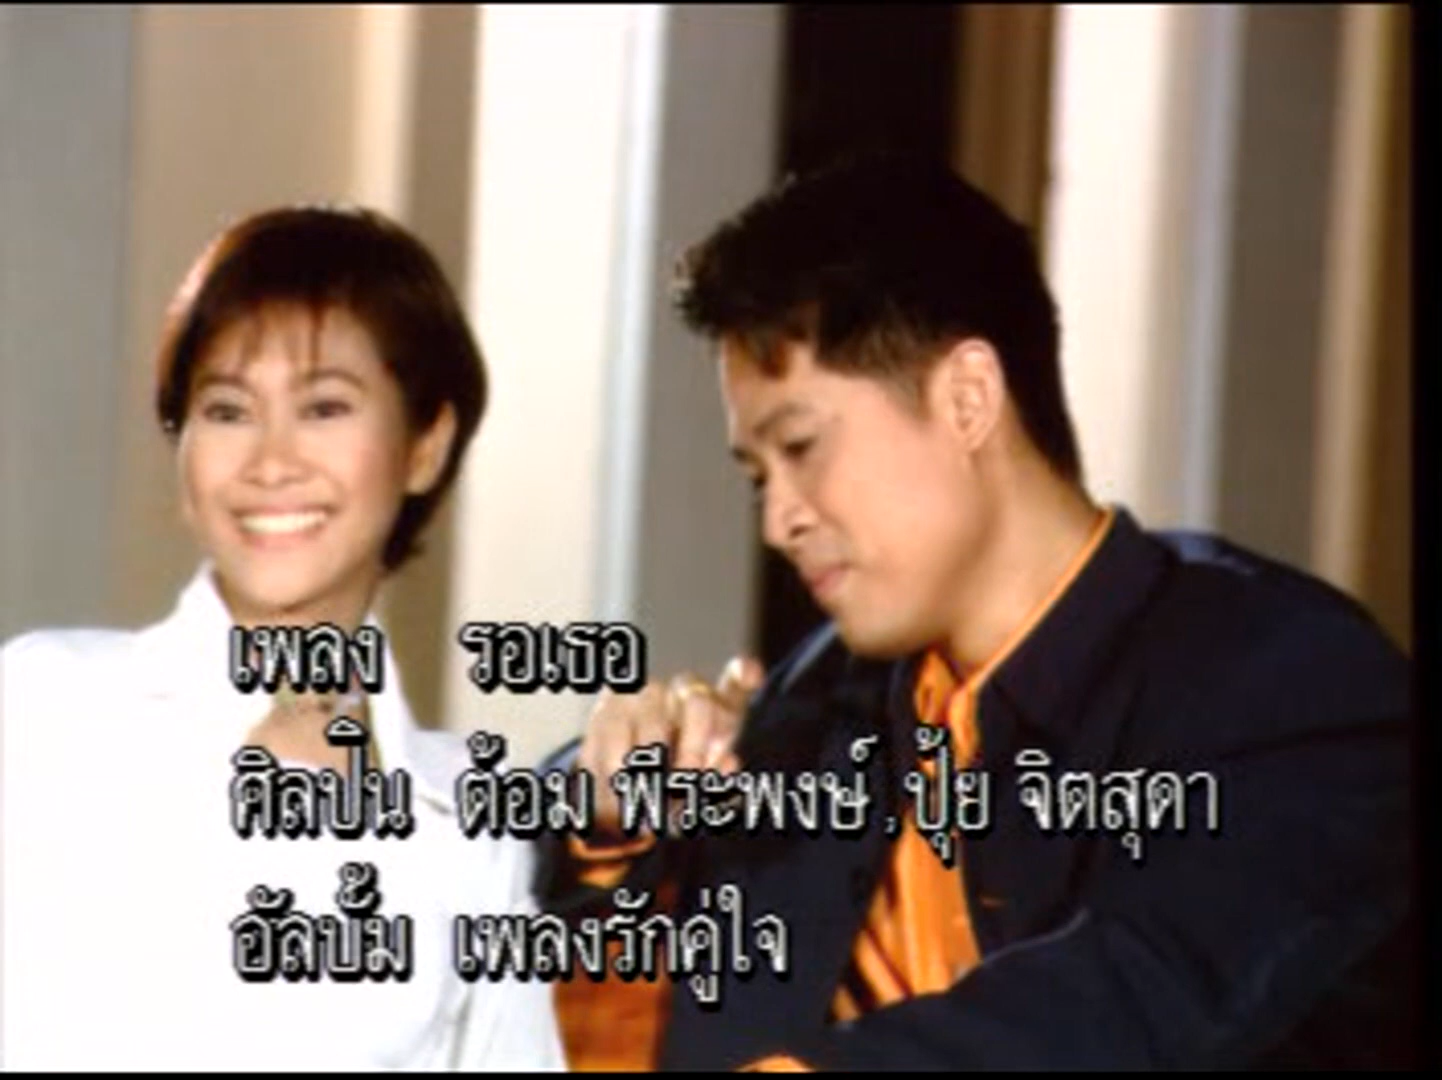 เพลง รอเธอ
ศิลปิน ต้อม พีระพงษ์ , ปุ้ย จิตสุดา
อัลบั้ม เพลงรักคู่ใจ